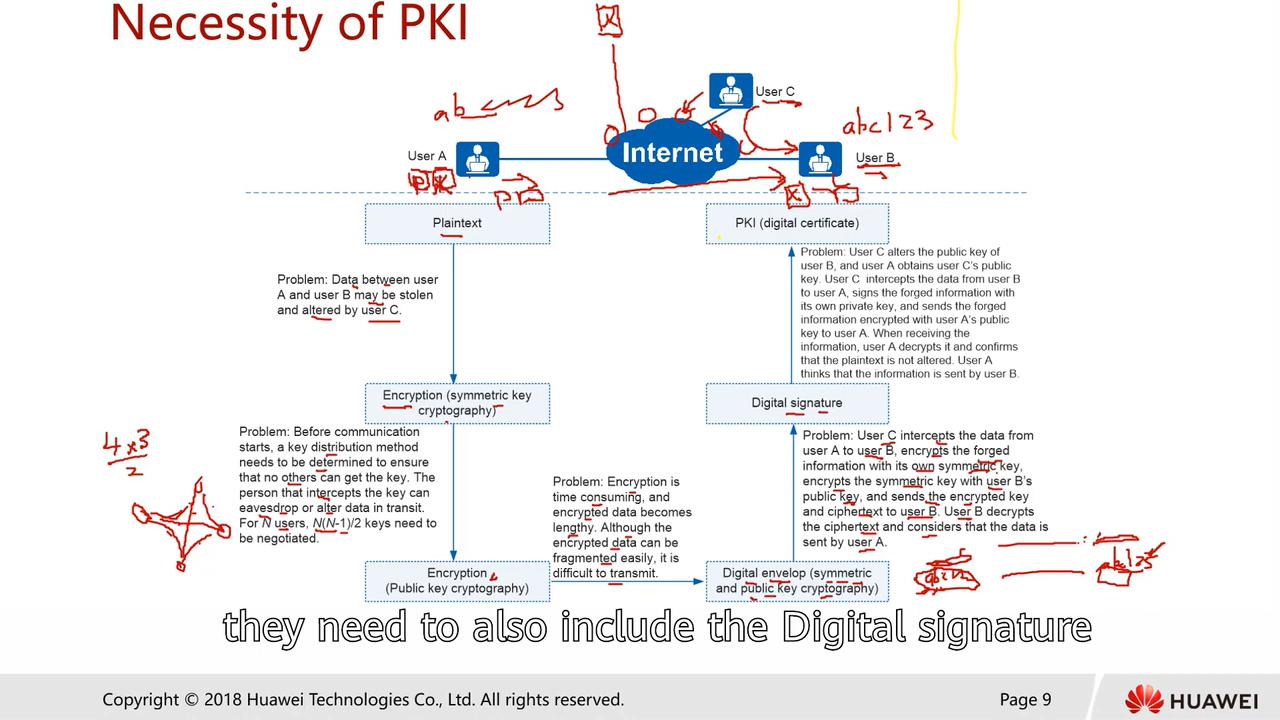 Necessity of PKI
User C
ab
abc123
User A
Internet
User B
P K
pr
K
Plaintext
PKI (digital certificate)
Problem: Data between user
A and user B may be stolen
and altered by user C.
Problem: User C alters the public key of
user B, and user A obtains user C's public
key. User C intercepts the data from user B
to user A, signs the forged information with
its own private key, and sends the forged
information encrypted with user A's public
key to user A. When receiving the
information, user A decrypts it and confirms
that the plaintext is not altered. User A
thinks that the information is sent by user B.
Encryption (symmetric key
cryptography)
Digital signature
4x3
2
Problem: Before communication
starts, a key distribution method
needs to be determined to ensure
that no others can get the key. The
person that intercepts the key can
eavesdrop or alter data in transit.
For N users, N(N-1)/2 keys need to
be negotiated.
Problem: Encryption is
time consuming, and
encrypted data becomes
lengthy. Although the
encrypted data can be
fragmented easily, it is
difficult to transmit.
Problem: User C intercepts the data from
user A to user B, encrypts the forged
information with its own symmetric key,
encrypts the symmetric key with user B's
public key, and sends the encrypted key
and ciphertext to user B. User B decrypts
the ciphertext and considers that the data is
sent by user A.
Encryption
(Public key cryptography)
Digital envelop (symmetric
and public key cryptography)
abc123
they need to also include the Digital signature
Copyright © 2018 Huawei Technologies Co., Ltd. All rights reserved.
Page 9
HUAWEI